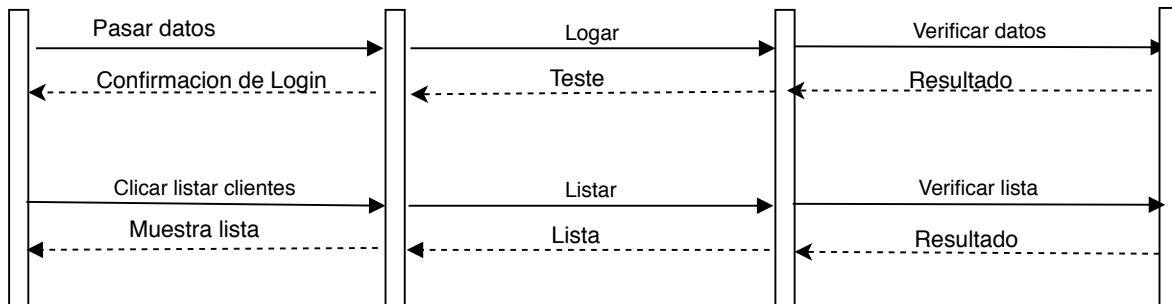 Pasar datos
Logar
Verificar datos
Confirmacion de Login
Teste
Resultado
Clicar listar clientes
Listar
Verificar lista
Muestra lista
Lista
Resultado